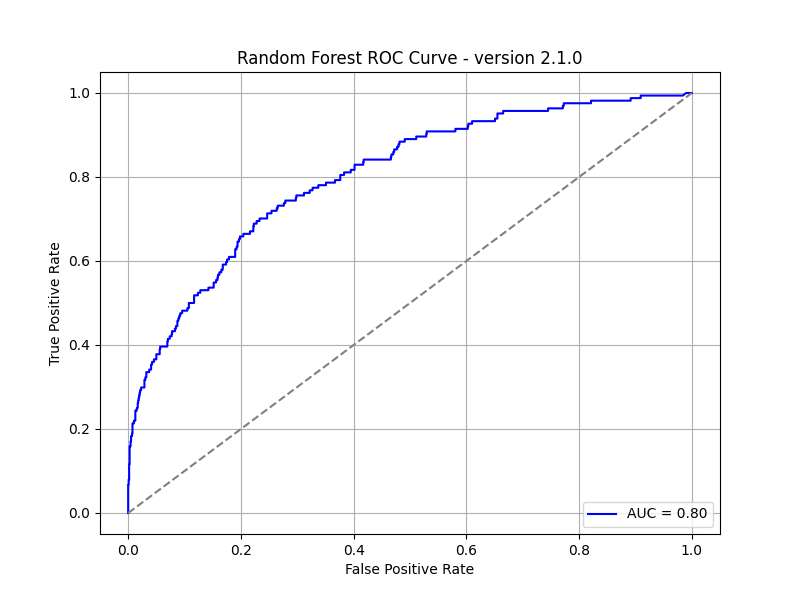 Random Forest ROC Curve - version 2.1.0
True Positive Rate
1.0
0.8
0.6
0.4
0.2
0.0
AUC = 0.80
0.0 0.2 0.4 0.6 0.8 1.0
False Positive Rate